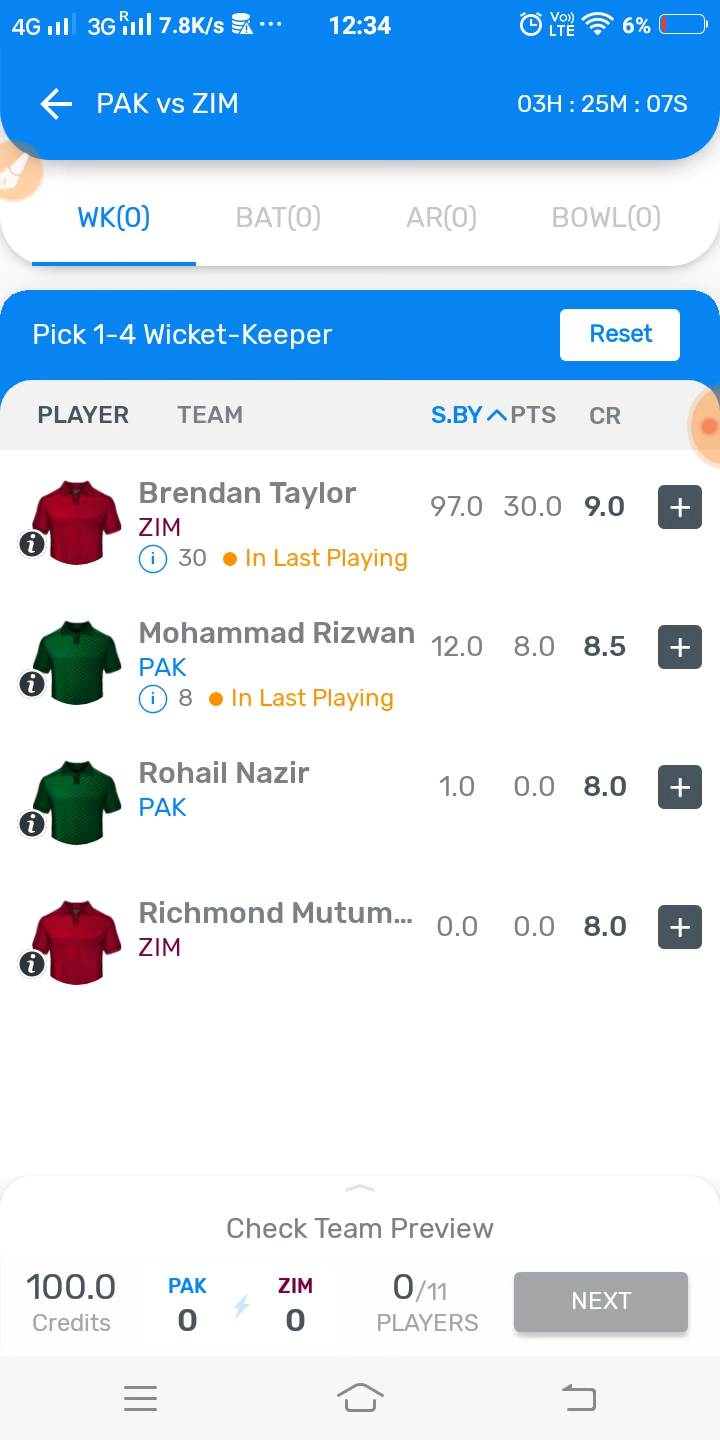 4G 3G R 7.8K/s ... 12:34 Vo)) LTE 6%
PAK vs ZIM 03H : 25M : 07S
WK(0) BAT(0) AR(0) BOWL(0)
Pick 1-4 Wicket-Keeper Reset
PLAYER TEAM S.BY PTS CR
Brendan Taylor 97.0 30.0 9.0 +
ZIM
i i 30 In Last Playing
Mohammad Rizwan 12.0 8.0 8.5 +
PAK
i i 8 In Last Playing
Rohail Nazir 1.0 0.0 8.0 +
PAK
i
Richmond Mutum... 0.0 0.0 8.0 +
ZIM
i
Check Team Preview
100.0 PAK ZIM 0/11 NEXT
Credits 0 0 PLAYERS